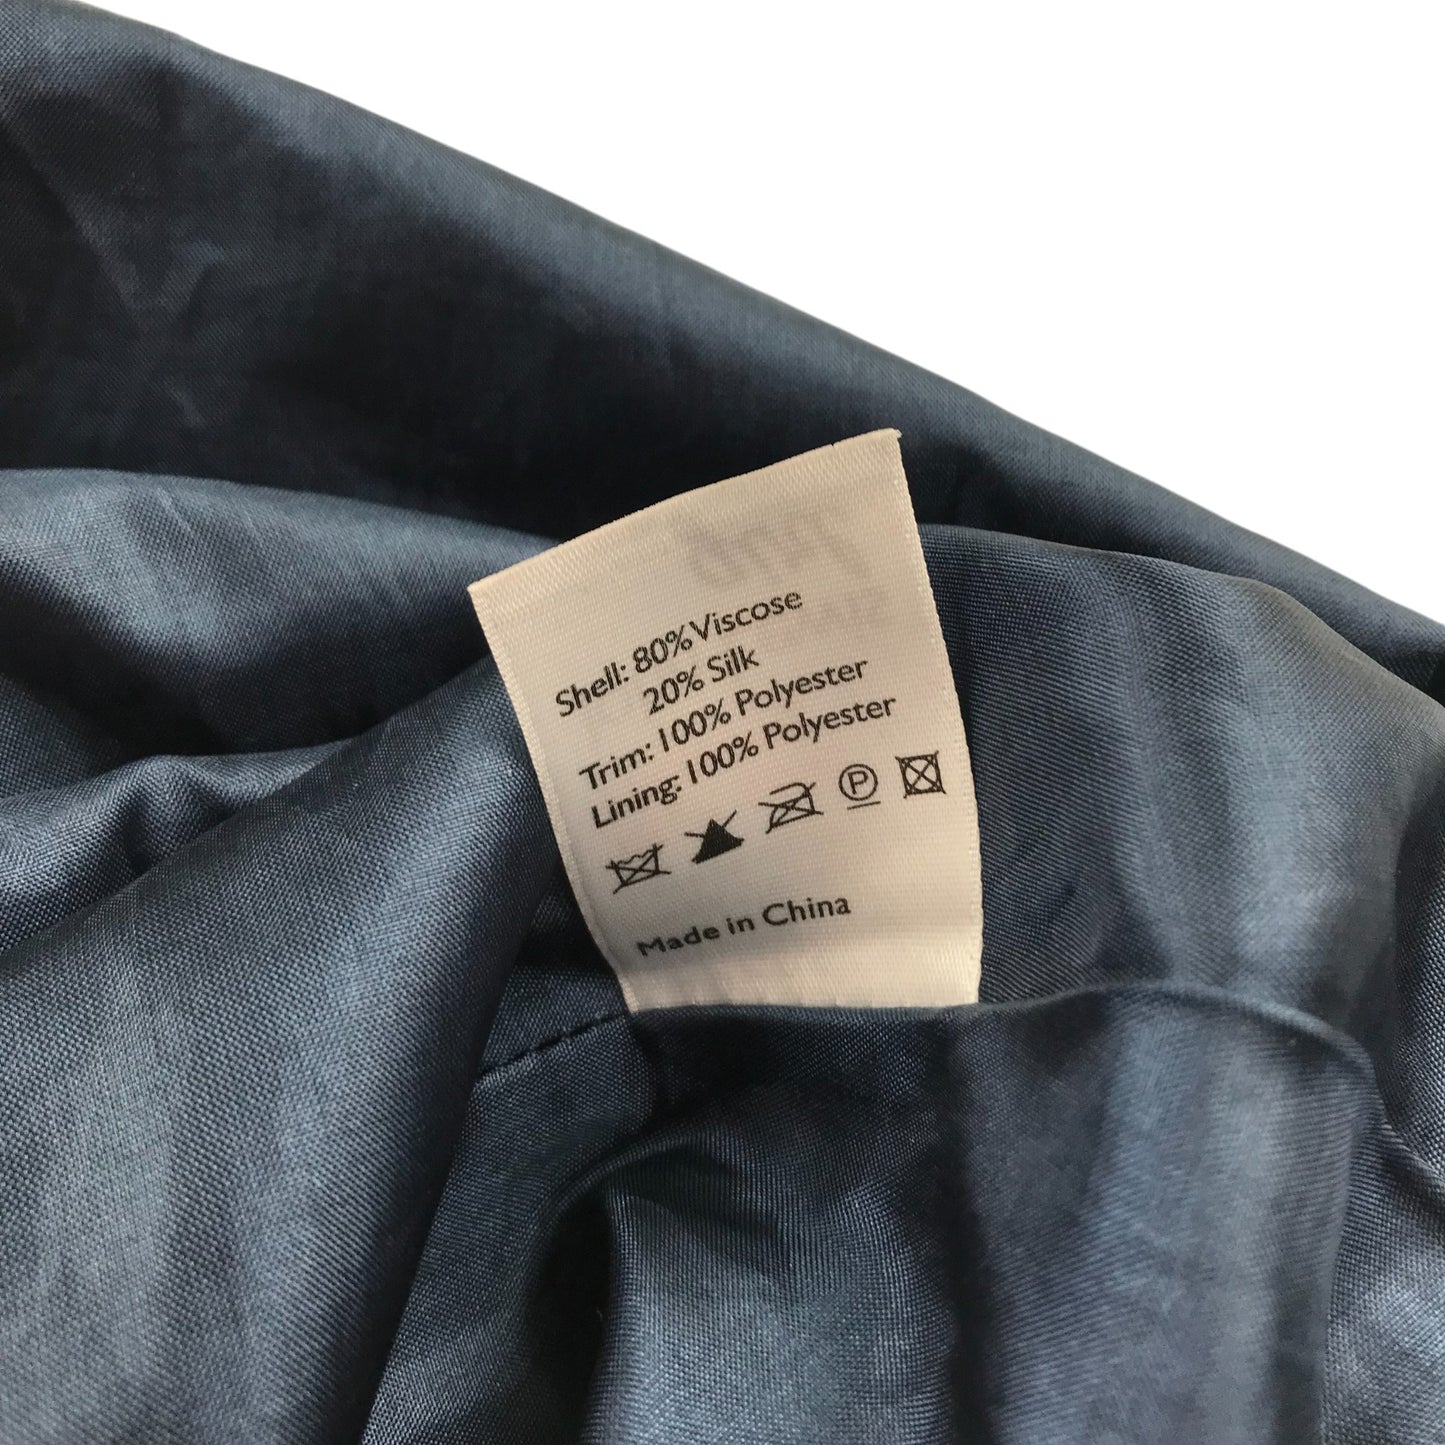 Shell: 80% Viscose
20% Silk
Trim: 100% Polyester
Lining: 100% Polyester
P
Made in China